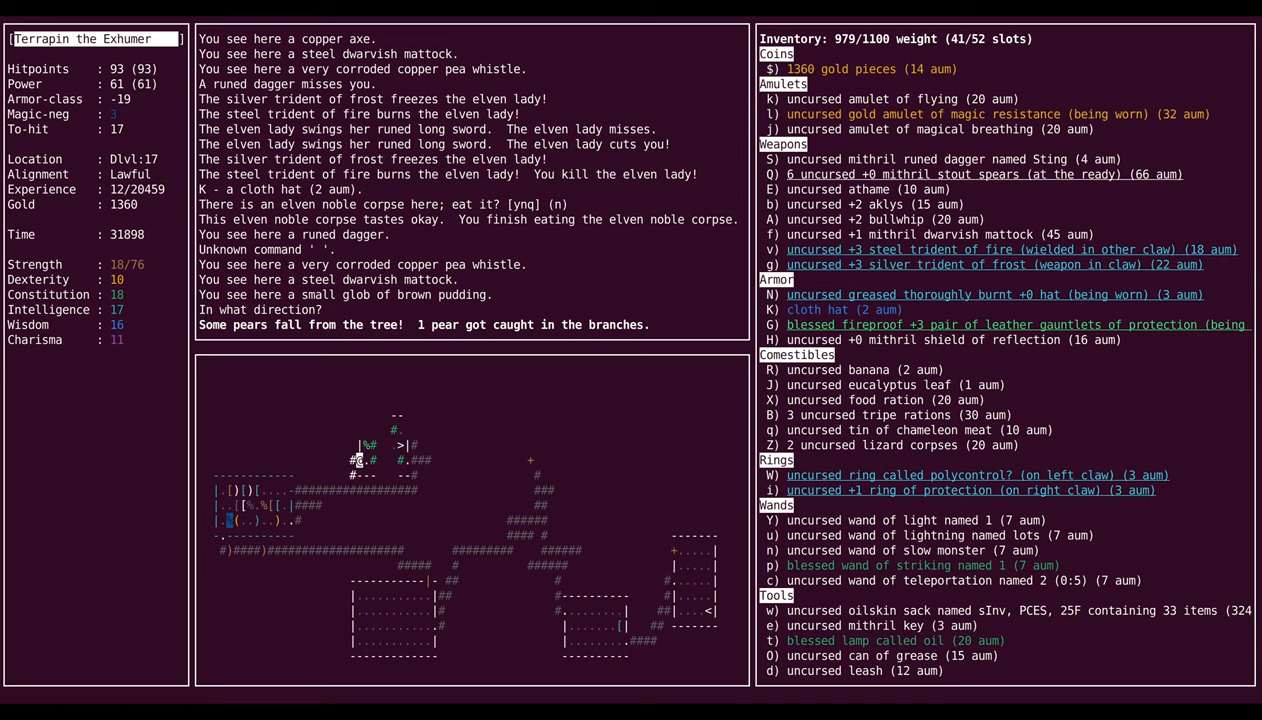 [Terrapin the Exhumer ]
Hitpoints : 93 (93)
Power : 61 (61)
Armor-class : -19
Magic-neg : 3
To-hit : 17
Location : Dlvl:17
Alignment : Lawful
Experience : 12/20459
Gold : 1360
Time : 31898
Strength : 18/76
Dexterity : 10
Constitution : 18
Intelligence : 17
Wisdom : 16
Charisma : 11
You see here a copper axe.
You see here a steel dwarvish mattock.
You see here a very corroded copper pea whistle.
A runed dagger misses you.
The silver trident of frost freezes the elven lady!
The steel trident of fire burns the elven lady!
The elven lady swings her runed long sword.  The elven lady misses.
The elven lady swings her runed long sword.  The elven lady cuts you!
The silver trident of frost freezes the elven lady!
The steel trident of fire burns the elven lady!  You kill the elven lady!
K - a cloth hat (2 aum).
There is an elven noble corpse here; eat it? [ynq] (n)
This elven noble corpse tastes okay.  You finish eating the elven noble corpse.
You see here a runed dagger.
Unknown command ' '.
You see here a very corroded copper pea whistle.
You see here a steel dwarvish mattock.
You see here a small glob of brown pudding.
In what direction?
Some pears fall from the tree!  1 pear got caught in the branches.
Inventory: 979/1100 weight (41/52 slots)
Coins
$) 1360 gold pieces (14 aum)
Amulets
k) uncursed amulet of flying (20 aum)
l) uncursed gold amulet of magic resistance (being worn) (32 aum)
j) uncursed amulet of magical breathing (20 aum)
Weapons
S) uncursed mithril runed dagger named Sting (4 aum)
Q) 6 uncursed +0 mithril stout spears (at the ready) (66 aum)
E) uncursed athame (10 aum)
b) uncursed +2 aklys (15 aum)
A) uncursed +2 bullwhip (20 aum)
f) uncursed +1 mithril dwarvish mattock (45 aum)
v) uncursed +3 steel trident of fire (wielded in other claw) (18 aum)
g) uncursed +3 silver trident of frost (weapon in claw) (22 aum)
Armor
N) uncursed greased thoroughly burnt +0 hat (being worn) (3 aum)
K) cloth hat (2 aum)
G) blessed fireproof +3 pair of leather gauntlets of protection (being
H) uncursed +0 mithril shield of reflection (16 aum)
Comestibles
R) uncursed banana (2 aum)
J) uncursed eucalyptus leaf (1 aum)
X) uncursed food ration (20 aum)
B) 3 uncursed tripe rations (30 aum)
q) uncursed tin of chameleon meat (10 aum)
Z) 2 uncursed lizard corpses (20 aum)
Rings
W) uncursed ring called polycontrol? (on left claw) (3 aum)
i) uncursed +1 ring of protection (on right claw) (3 aum)
Wands
Y) uncursed wand of light named 1 (7 aum)
u) uncursed wand of lightning named lots (7 aum)
n) uncursed wand of slow monster (7 aum)
p) blessed wand of striking named 1 (7 aum)
c) uncursed wand of teleportation named 2 (0:5) (7 aum)
Tools
w) uncursed oilskin sack named sInv, PCES, 25F containing 33 items (324
e) uncursed mithril key (3 aum)
t) blessed lamp called oil (20 aum)
O) uncursed can of grease (15 aum)
d) uncursed leash (12 aum)